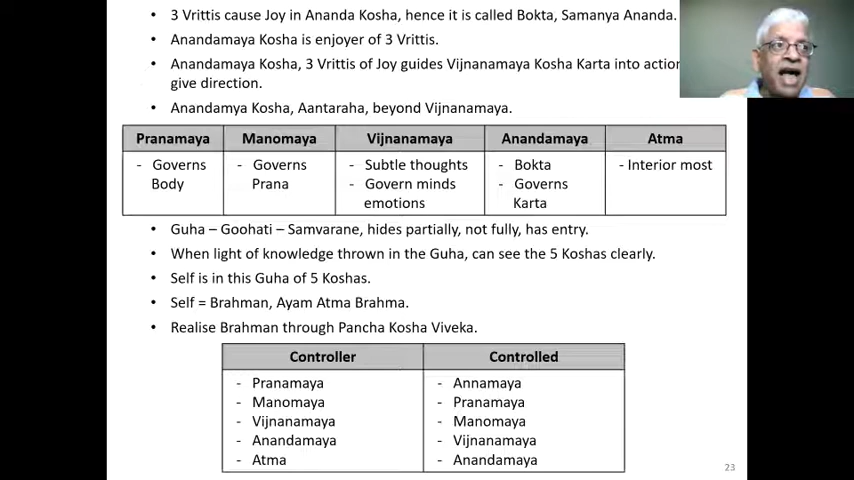 • 3 Vrittis cause Joy in Ananda Kosha, hence it is called Bokta, Samanya Ananda.
• Anandamaya Kosha is enjoyer of 3 Vrittis.
• Anandamaya Kosha, 3 Vrittis of Joy guides Vijnanamaya Kosha Karta into action
give direction.
• Anandamya Kosha, Aantaraha, beyond Vijnanamaya.
Pranamaya Manomaya Vijnanamaya Anandamaya Atma
- Governs - Governs - Subtle thoughts - Bokta - Interior most
Body Prana - Govern minds - Governs
emotions Karta
• Guha – Goohati – Samvarane, hides partially, not fully, has entry.
• When light of knowledge thrown in the Guha, can see the 5 Koshas clearly.
• Self is in this Guha of 5 Koshas.
• Self = Brahman, Ayam Atma Brahma.
• Realise Brahman through Pancha Kosha Viveka.
Controller Controlled
- Pranamaya - Annamaya
- Manomaya - Pranamaya
- Vijnanamaya - Manomaya
- Anandamaya - Vijnanamaya
- Atma - Anandamaya
23